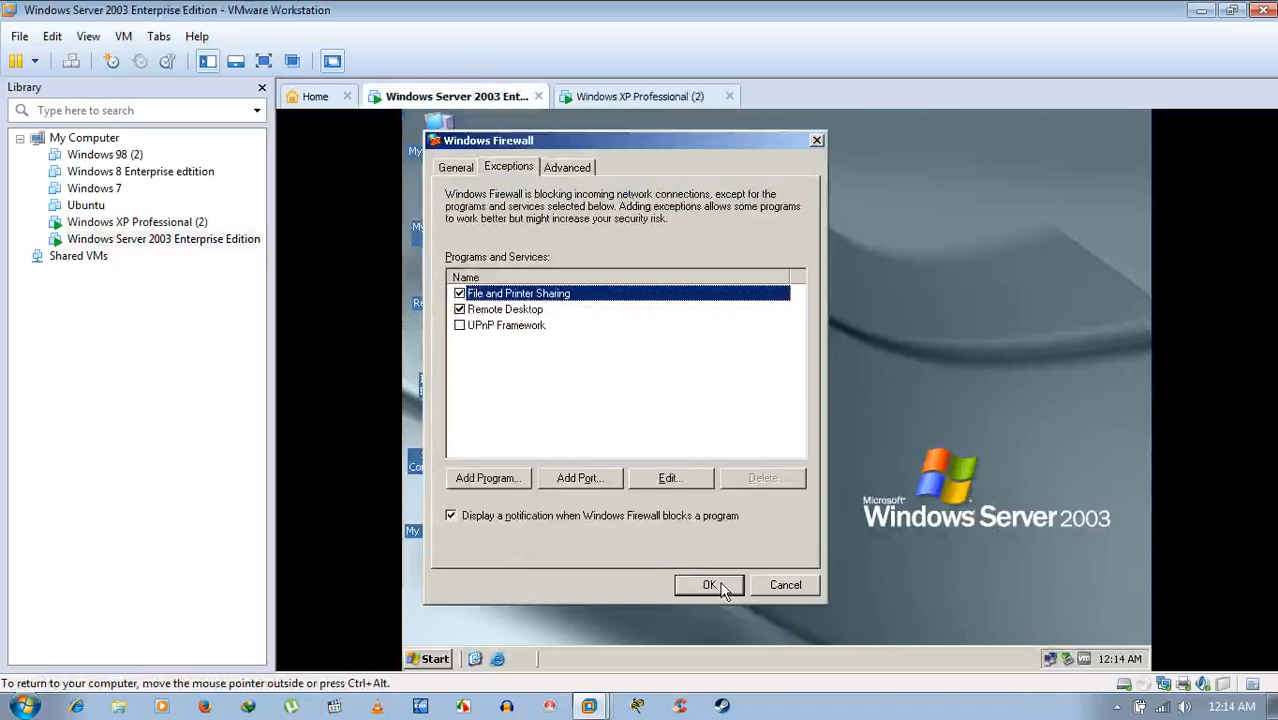 Windows Server 2003 Enterprise Edition - VMware Workstation
File Edit View VM Tabs Help
Library
Type here to search
My Computer
Windows 98 (2)
Windows 8 Enterprise edtition
Windows 7
Ubuntu
Windows XP Professional (2)
Windows Server 2003 Enterprise Edition
Shared VMs
Home
Windows Server 2003 Ent...
Windows XP Professional (2)
Windows Firewall
General
Exceptions
Advanced
Windows Firewall is blocking incoming network connections, except for the
programs and services selected below. Adding exceptions allows some programs
to work better but might increase your security risk.
Programs and Services:
Name
File and Printer Sharing
Remote Desktop
UPnP Framework
Add Program...
Add Port...
Edit...
Delete
Display a notification when Windows Firewall blocks a program
OK
Cancel
Microsoft
Windows Server 2003
Start
12:14 AM
To return to your computer, move the mouse pointer outside or press Ctrl+Alt.
12:14 AM